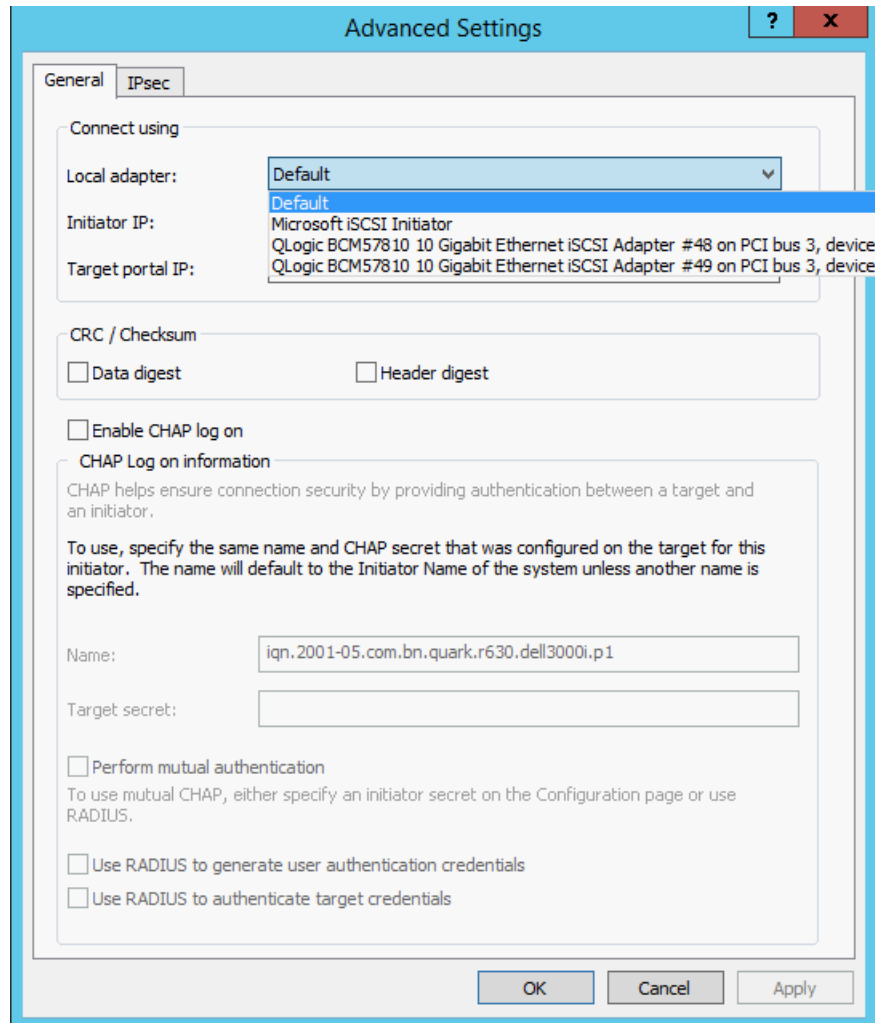 Advanced Settings
?
x
General
IPsec
Connect using
Local adapter:
Default
Default
Initiator IP:
Microsoft iSCSI Initiator
QLogic BCM57810 10 Gigabit Ethernet iSCSI Adapter #48 on PCI bus 3, device
Target portal IP:
QLogic BCM57810 10 Gigabit Ethernet iSCSI Adapter #49 on PCI bus 3, device
CRC / Checksum
Data digest
Header digest
Enable CHAP log on
CHAP Log on information
CHAP helps ensure connection security by providing authentication between a target and
an initiator.
To use, specify the same name and CHAP secret that was configured on the target for this
initiator.  The name will default to the Initiator Name of the system unless another name is
specified.
Name:
iqn.2001-05.com.bn.quark.r630.dell3000i.p1
Target secret:
Perform mutual authentication
To use mutual CHAP, either specify an initiator secret on the Configuration page or use
RADIUS.
Use RADIUS to generate user authentication credentials
Use RADIUS to authenticate target credentials
OK
Cancel
Apply